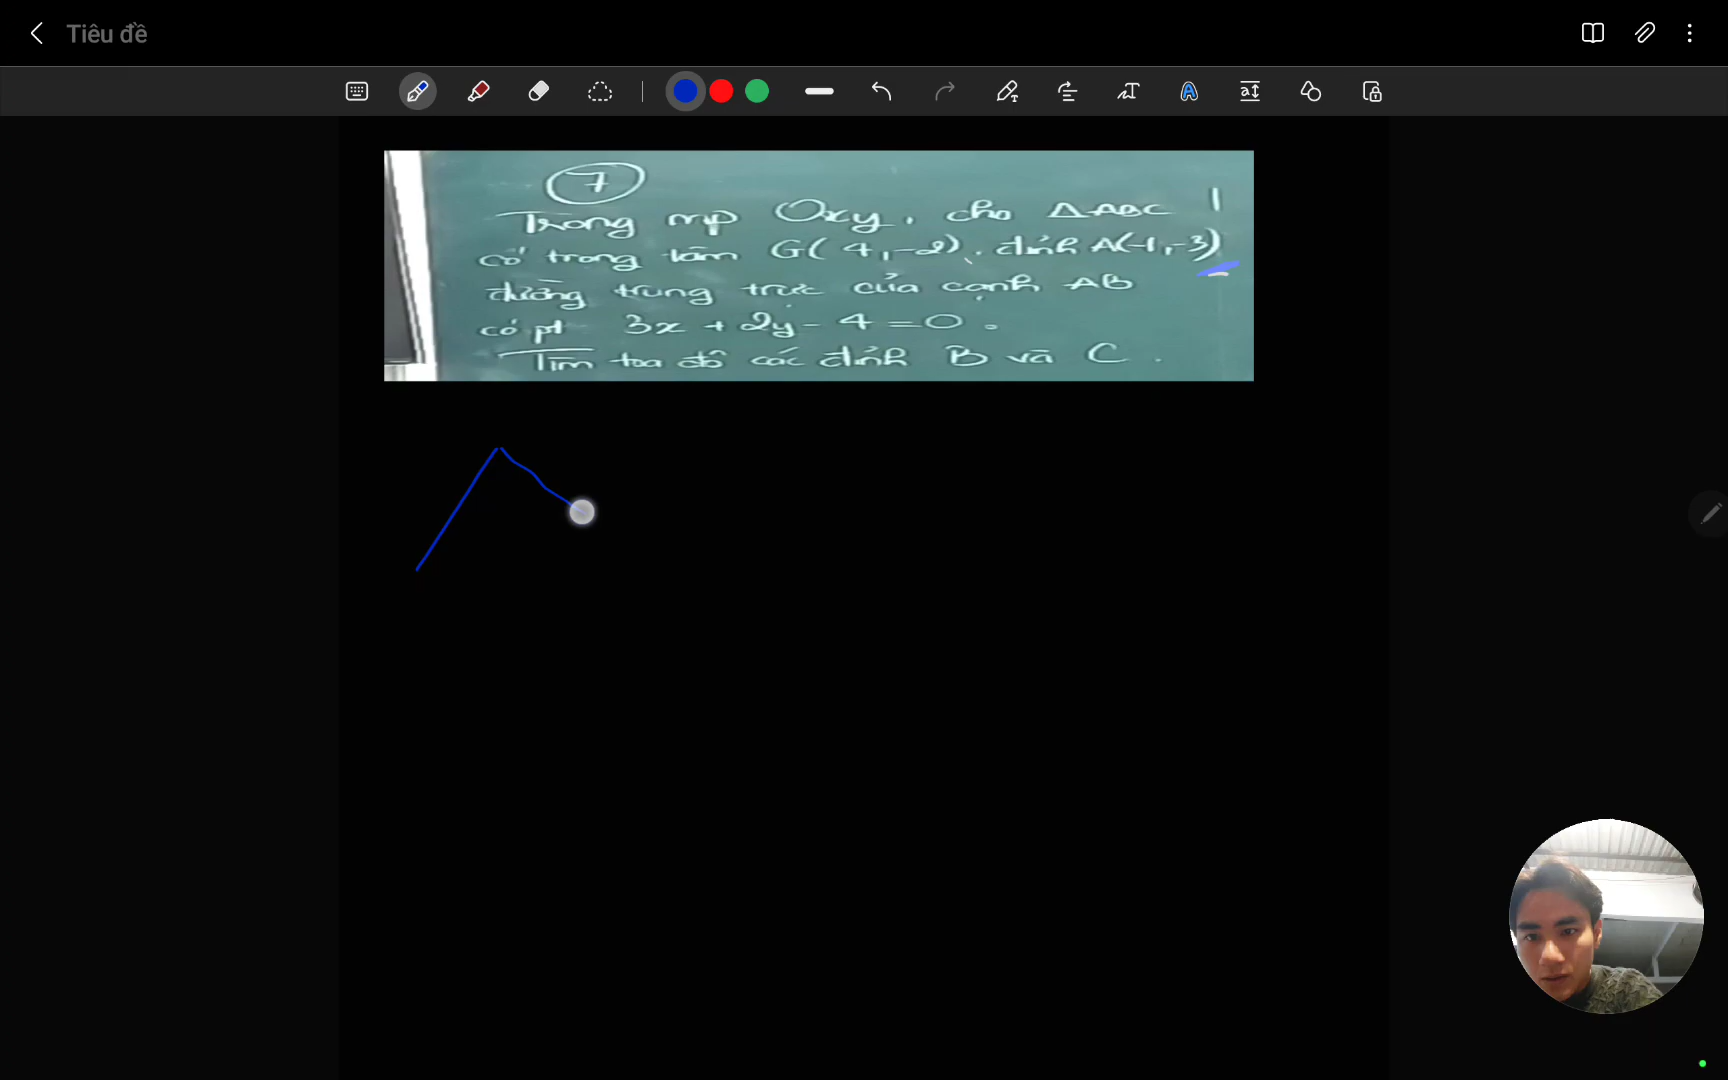 Tiêu đề
7
Trong mp Oxy, cho ΔABC
có trọng tâm G(4,-2), đỉnh A(-1,-3)
đường trung trực của cạnh AB
có pt 3x + 2y - 4 = 0.
Tìm tọa độ các đỉnh B và C.